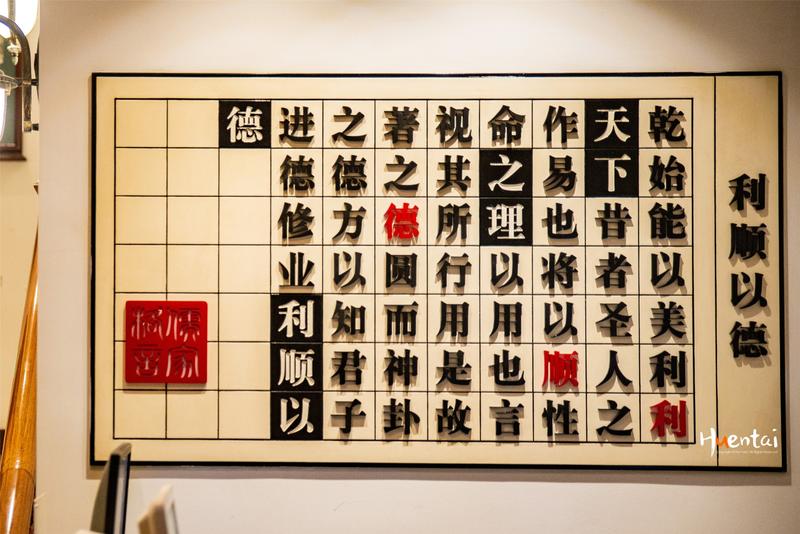 利顺以德
乾始能以美利利
天下昔者圣人之
作易也将以顺性
命之理以用也言
视其所行用是故
著之德圆而神卦
之德方以知君子
进德修业利顺以
德
儒家
Huentai